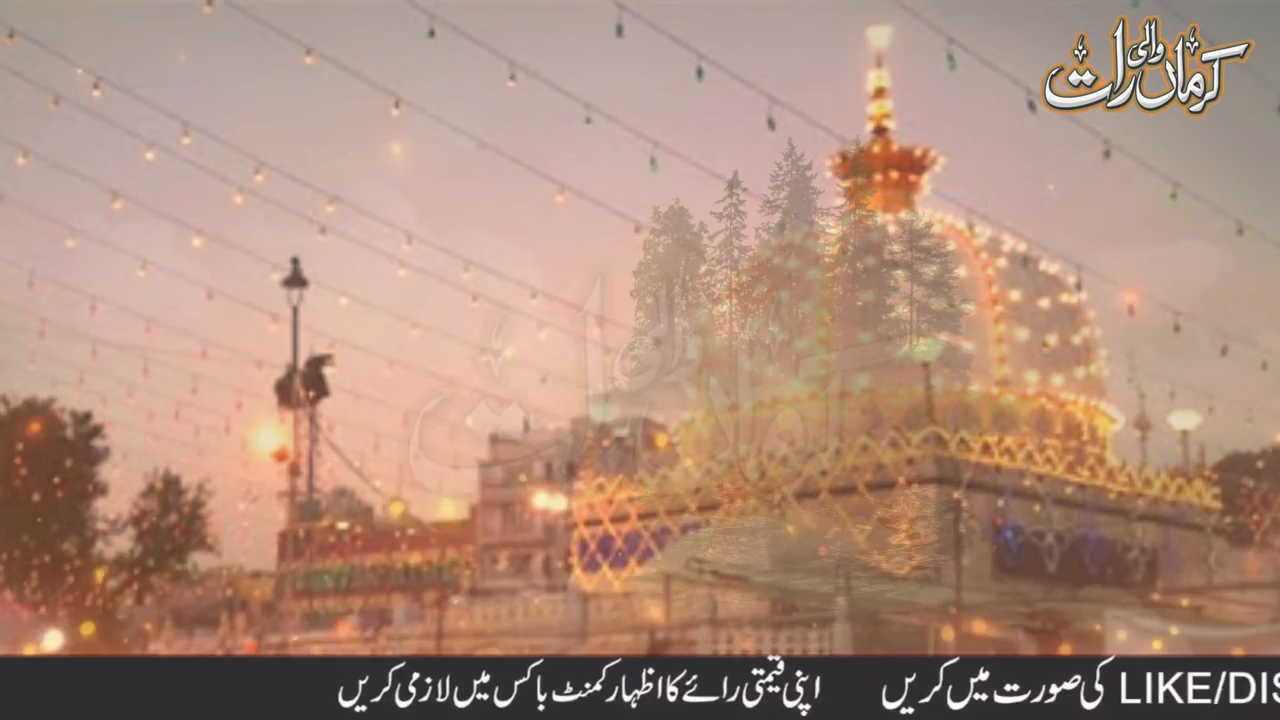 کرماں والی رات
LIKE/DIS کی صورت میں کریں اپنی قیمتی رائے کا اظہار کمنٹ باکس میں لازمی کریں